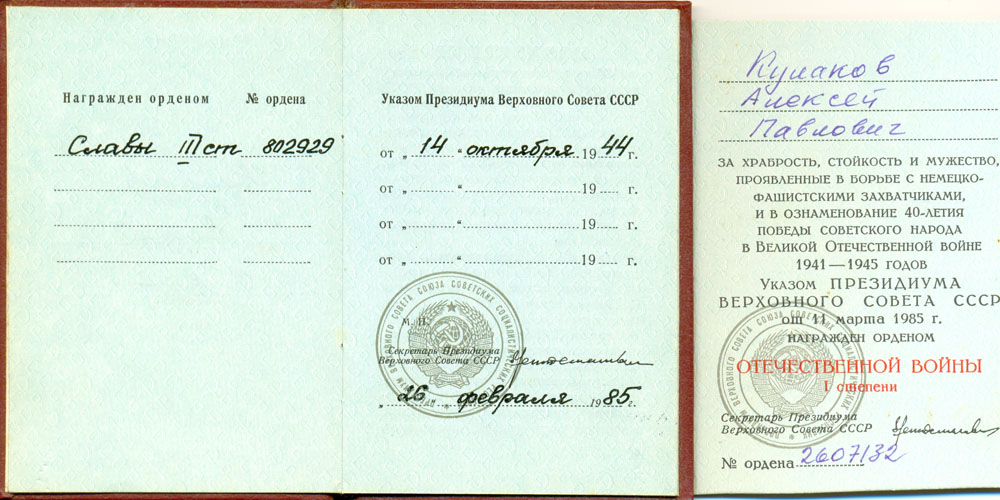 Награжден орденом № ордена
Славы III ст 802929
Указом Президиума Верховного Совета СССР
от „ 14 “ октября 1944 г.
от „ “ 19 г.
от „ “ 19 г.
от „ “ 19 г.
М. П.
Секретарь Президиума
Верховного Совета СССР
„ 26 февраля 1985 г.
Кулаков
Алексей
Павлович
ЗА ХРАБРОСТЬ, СТОЙКОСТЬ И МУЖЕСТВО,
ПРОЯВЛЕННЫЕ В БОРЬБЕ С НЕМЕЦКО-
ФАШИСТСКИМИ ЗАХВАТЧИКАМИ,
И В ОЗНАМЕНОВАНИЕ 40-ЛЕТИЯ
ПОБЕДЫ СОВЕТСКОГО НАРОДА
В ВЕЛИКОЙ ОТЕЧЕСТВЕННОЙ ВОЙНЕ
1941—1945 ГОДОВ
УКАЗОМ ПРЕЗИДИУМА
ВЕРХОВНОГО СОВЕТА СССР
от 11 марта 1985 г.
НАГРАЖДЕН ОРДЕНОМ
ОТЕЧЕСТВЕННОЙ ВОЙНЫ
I степени
Секретарь Президиума
Верховного Совета СССР
№ ордена 2607132